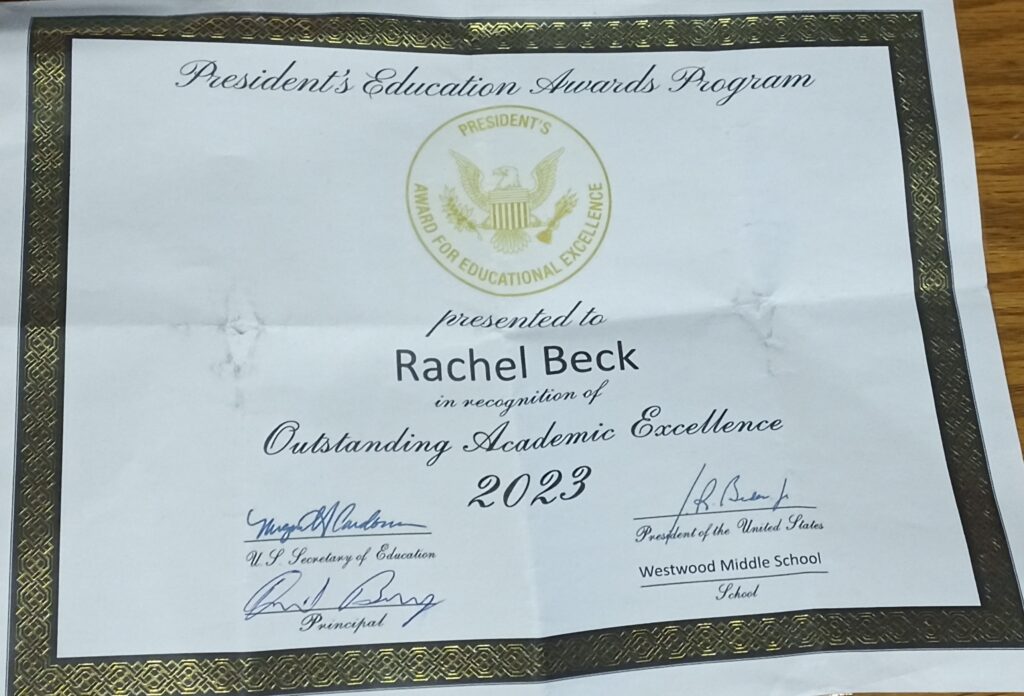 President's Education Awards Program
PRESIDENT'S
AWARD FOR EDUCATIONAL EXCELLENCE
presented to
Rachel Beck
in recognition of
Outstanding Academic Excellence
2023
U.S. Secretary of Education
President of the United States
Westwood Middle School
School
Principal